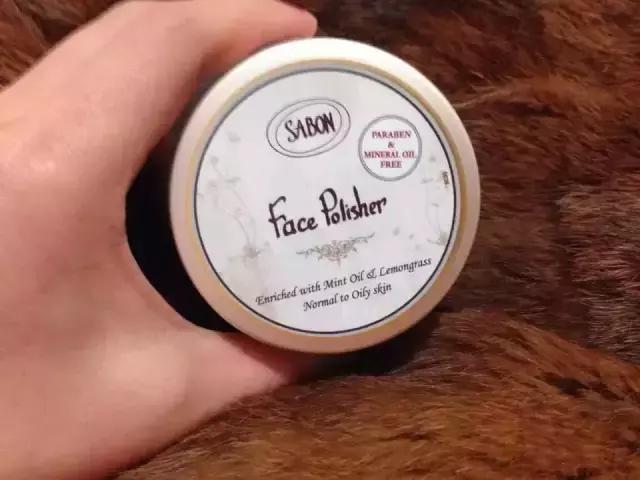 SABON
PARABEN
&
MINERAL OIL
FREE
Face Polisher
Enriched with Mint Oil & Lemongrass
Normal to Oily skin